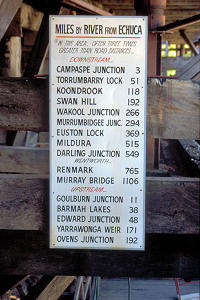 MILES BY RIVER FROM ECHUCA
IN THIS AREA, OFTEN THREE TIMES
GREATER THAN ROAD DISTANCES...
DOWNSTREAM...
CAMPASPE JUNCTION 3
TORRUMBARRY LOCK 51
KOONDROOK 118
SWAN HILL 192
WAKOOL JUNCTION 266
MURRUMBIDGEE JUNC. 294
EUSTON LOCK 369
MILDURA 515
DARLING JUNCTION 549
WENTWORTH...
RENMARK 765
MURRAY BRIDGE 1106
UPSTREAM...
GOULBURN JUNCTION 11
BARMAH LAKES 38
EDWARD JUNCTION 48
YARRAWONGA WEIR 171
OVENS JUNCTION 192